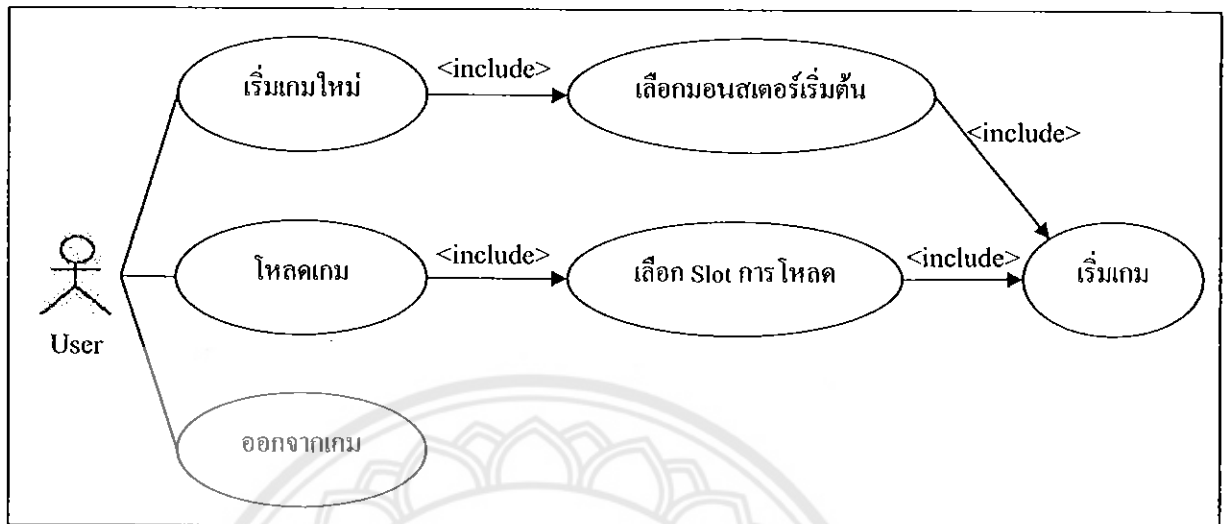 เริ่มเกมใหม่
<include>
เลือกมอนสเตอร์เริ่มต้น
<include>
โหลดเกม
<include>
เลือก Slot การโหลด
<include>
เริ่มเกม
User
ออกจากเกม